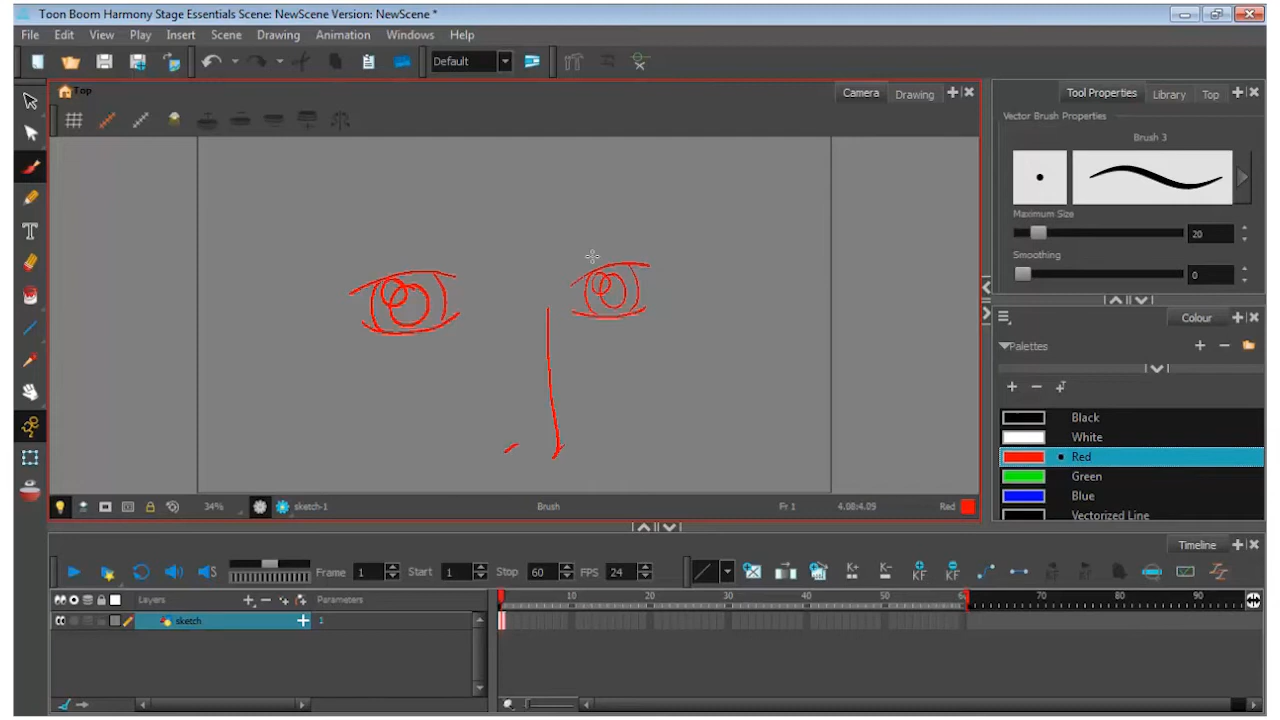 Toon Boom Harmony Stage Essentials Scene: NewScene Version: NewScene *
File Edit View Play Insert Scene Drawing Animation Windows Help
Default
Top Camera Drawing
Tool Properties Library Top
Vector Brush Properties
Brush 3
Maximum Size
20
Smoothing
0
Colour
Palettes
Black
White
Red
Green
Blue
Vectorized Line
34% sketch-1 Brush Fr 1 4.08:4.09 Red
Timeline
Frame 1 Start 1 Stop 60 FPS 24
K+ K- KF KF
Layers Parameters 10 20 30 40 50 60 70 80 90
sketch 1